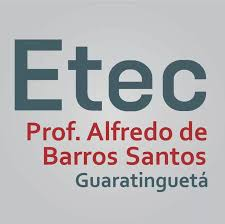 Etec
Prof. Alfredo de
Barros Santos
Guaratinguetá